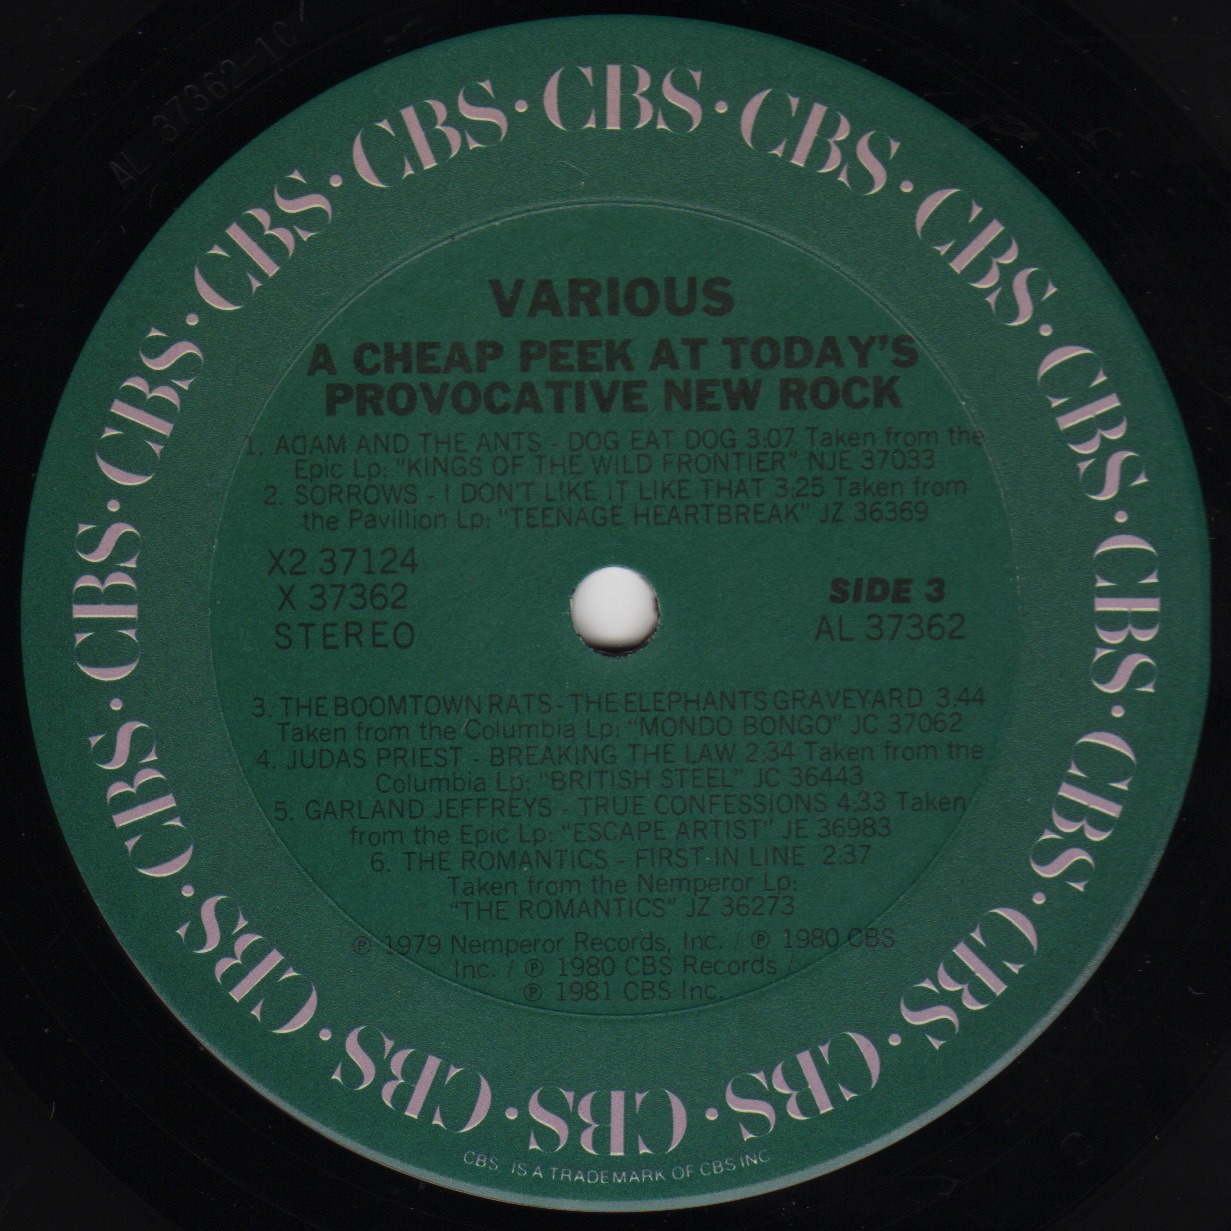 AL 37362-1C
CBS · CBS · CBS · CBS · CBS · CBS · CBS · CBS · CBS · CBS · CBS · CBS · CBS · CBS · CBS · CBS · CBS ·
VARIOUS
A CHEAP PEEK AT TODAY'S
PROVOCATIVE NEW ROCK
1. ADAM AND THE ANTS - DOG EAT DOG 3:07 Taken from the
Epic Lp: "KINGS OF THE WILD FRONTIER" NJE 37033
2. SORROWS - I DON'T LIKE IT LIKE THAT 3:25 Taken from
the Pavillion Lp: "TEENAGE HEARTBREAK" JZ 36369
X2 37124
X 37362
STEREO
SIDE 3
AL 37362
3. THE BOOMTOWN RATS - THE ELEPHANTS GRAVEYARD 3:44
Taken from the Columbia Lp: "MONDO BONGO" JC 37062
4. JUDAS PRIEST - BREAKING THE LAW 2:34 Taken from the
Columbia Lp: "BRITISH STEEL" JC 36443
5. GARLAND JEFFREYS - TRUE CONFESSIONS 4:33 Taken
from the Epic Lp: "ESCAPE ARTIST" JE 36983
6. THE ROMANTICS - FIRST IN LINE 2:37
Taken from the Nemperor Lp:
"THE ROMANTICS" JZ 36273
℗ 1979 Nemperor Records, Inc. / ℗ 1980 CBS
Inc. / ℗ 1980 CBS Records /
℗ 1981 CBS Inc.
CBS IS A TRADEMARK OF CBS INC